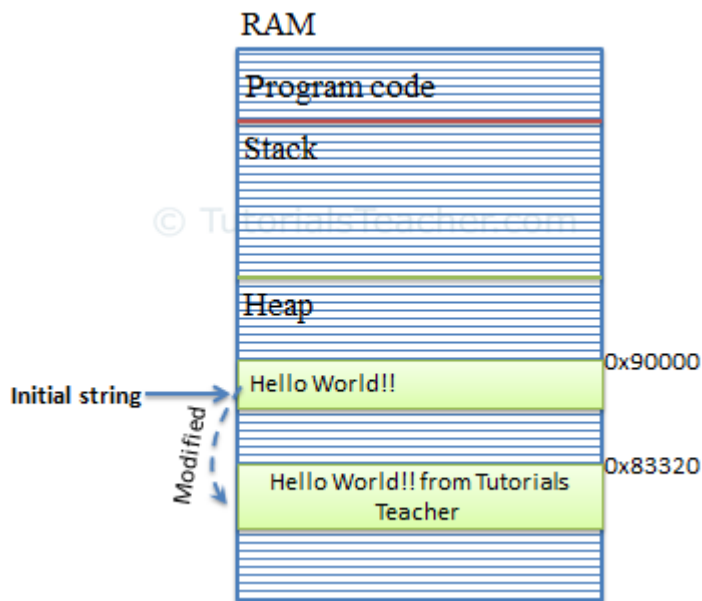 RAM
Program code
Stack
© TutorialsTeacher.com
Heap
0x90000
Initial string
Hello World!!
Modified
0x83320
Hello World!! from Tutorials
Teacher